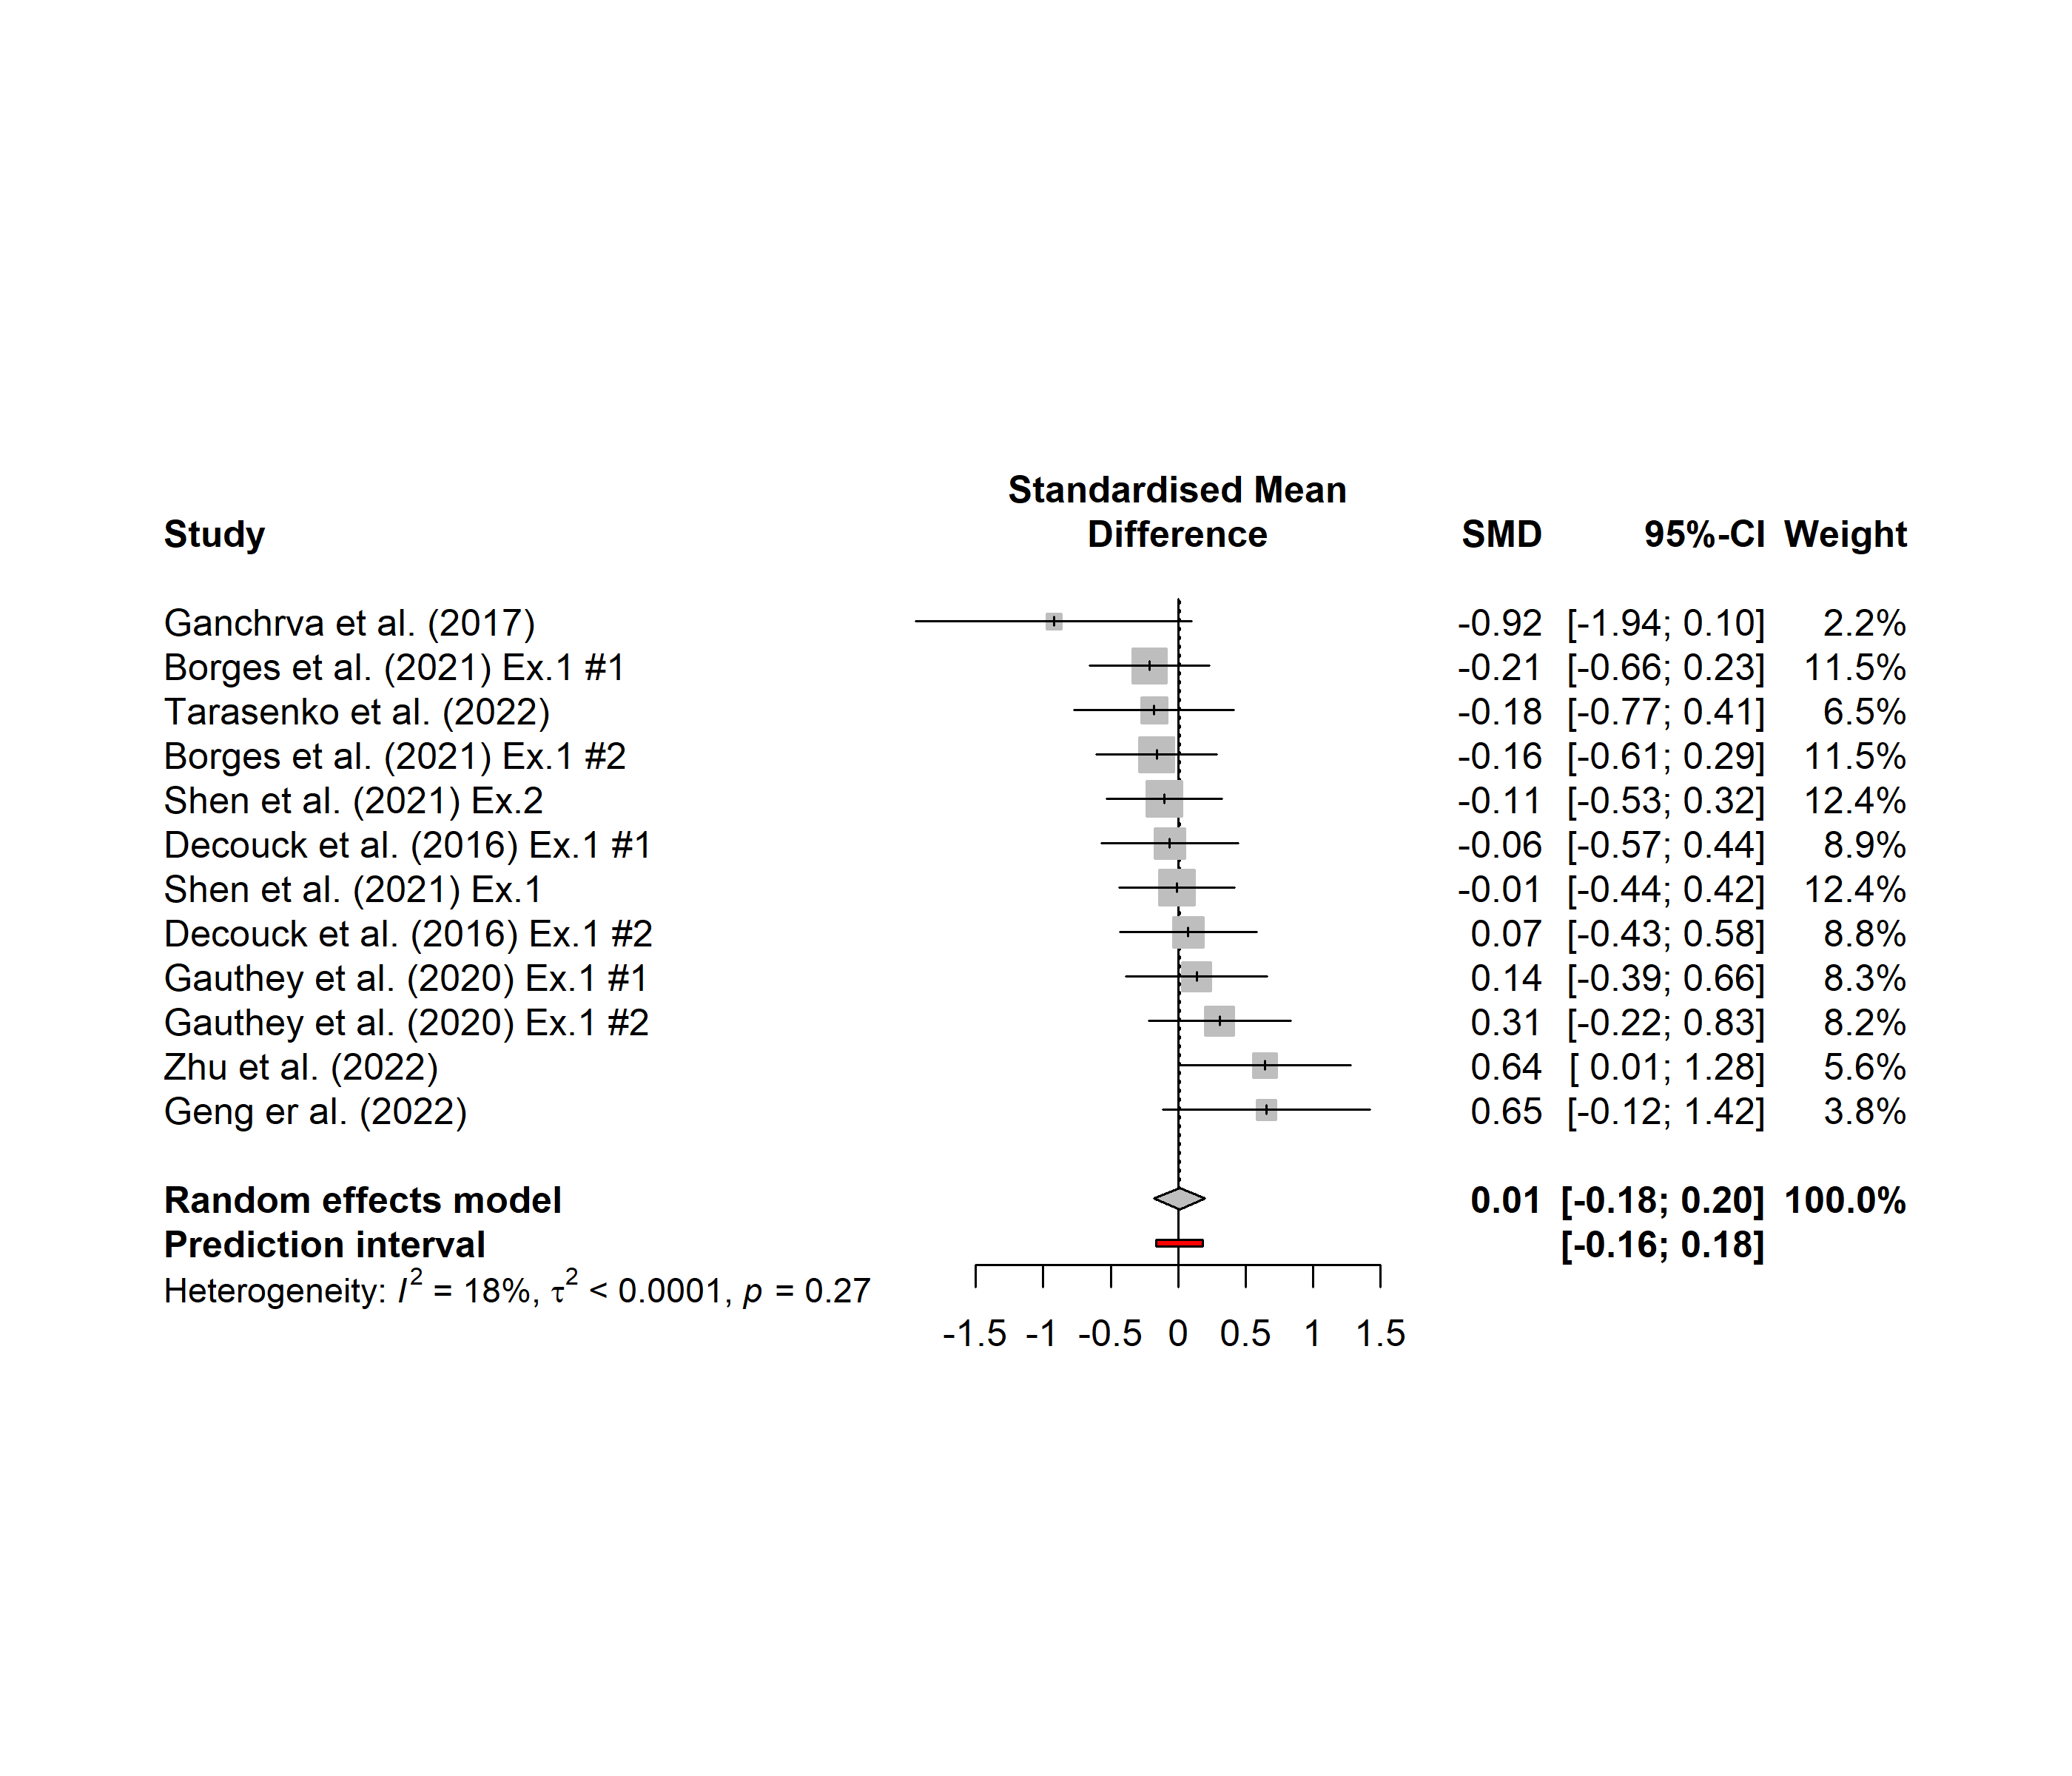 Standardised Mean
Study Difference SMD 95%-CI Weight
Ganchrva et al. (2017) -0.92 [-1.94; 0.10] 2.2%
Borges et al. (2021) Ex.1 #1 -0.21 [-0.66; 0.23] 11.5%
Tarasenko et al. (2022) -0.18 [-0.77; 0.41] 6.5%
Borges et al. (2021) Ex.1 #2 -0.16 [-0.61; 0.29] 11.5%
Shen et al. (2021) Ex.2 -0.11 [-0.53; 0.32] 12.4%
Decouck et al. (2016) Ex.1 #1 -0.06 [-0.57; 0.44] 8.9%
Shen et al. (2021) Ex.1 -0.01 [-0.44; 0.42] 12.4%
Decouck et al. (2016) Ex.1 #2 0.07 [-0.43; 0.58] 8.8%
Gauthey et al. (2020) Ex.1 #1 0.14 [-0.39; 0.66] 8.3%
Gauthey et al. (2020) Ex.1 #2 0.31 [-0.22; 0.83] 8.2%
Zhu et al. (2022) 0.64 [ 0.01; 1.28] 5.6%
Geng er al. (2022) 0.65 [-0.12; 1.42] 3.8%
Random effects model 0.01 [-0.18; 0.20] 100.0%
Prediction interval [-0.16; 0.18]
Heterogeneity: I² = 18%, τ² < 0.0001, p = 0.27
-1.5 -1 -0.5 0 0.5 1 1.5